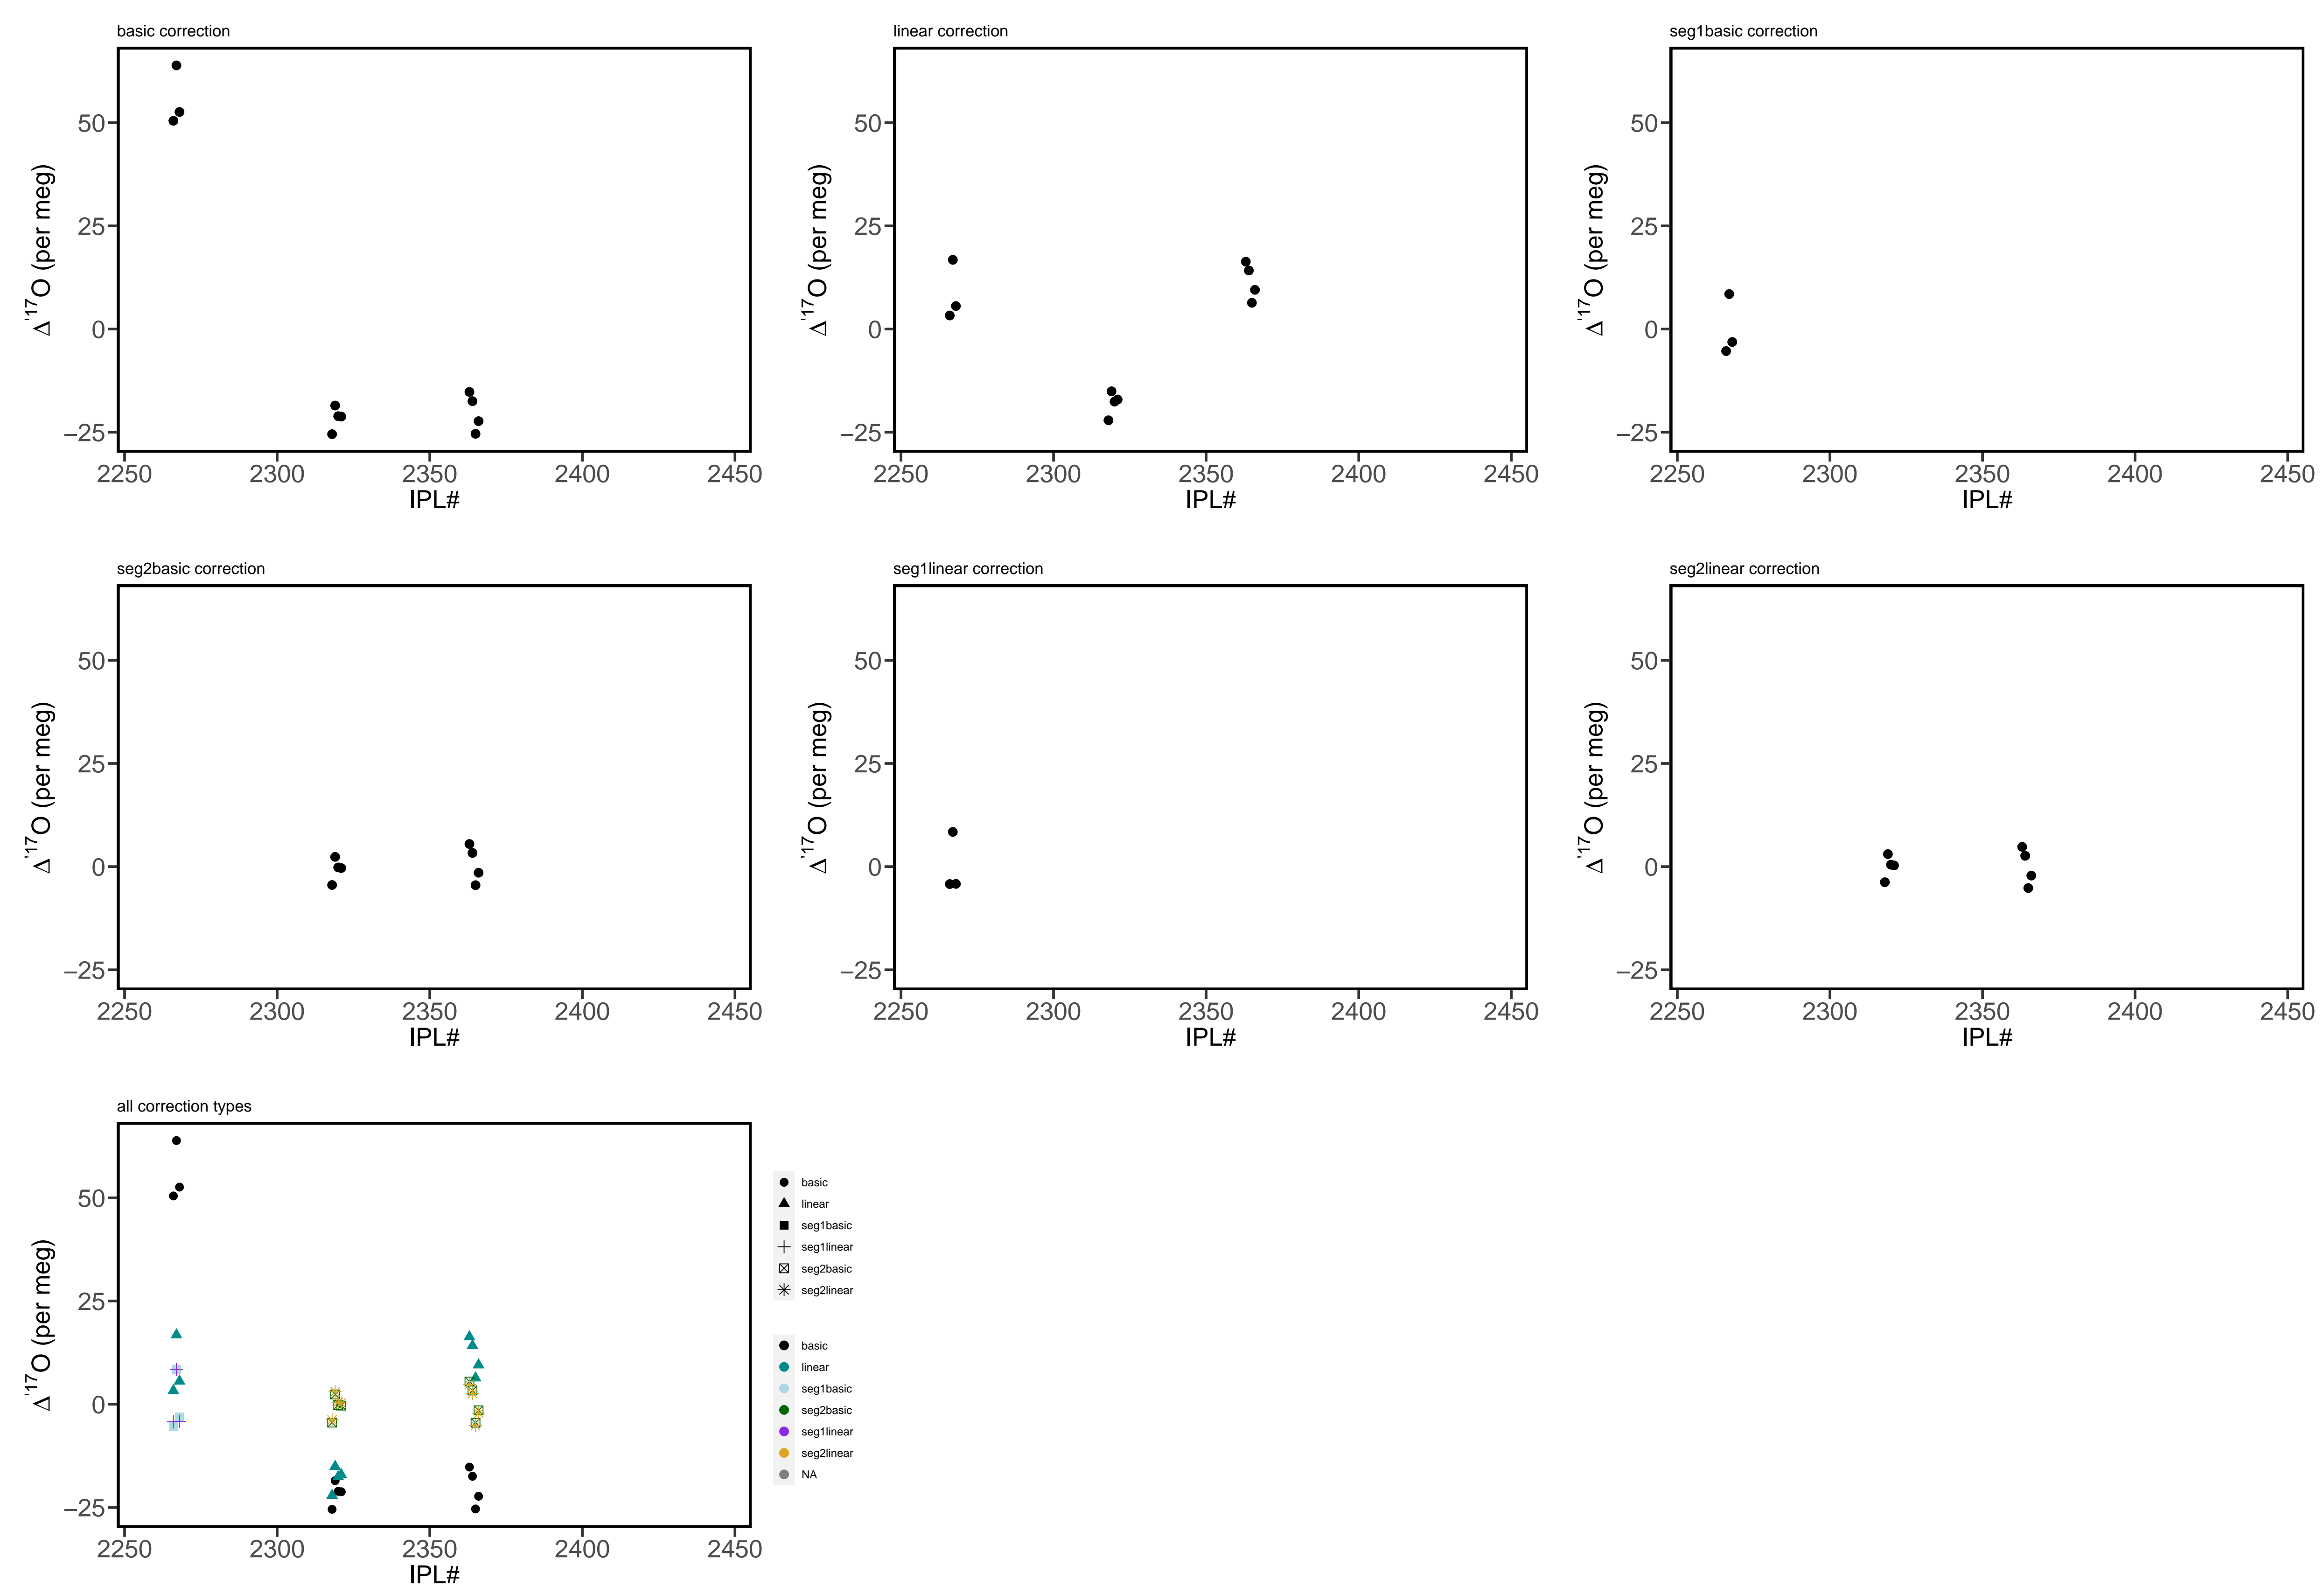 basic correction
50
25
0
−25
2250 2300 2350 2400 2450
IPL#
Δ'17O (per meg)
linear correction
50
25
0
−25
2250 2300 2350 2400 2450
IPL#
Δ'17O (per meg)
seg1basic correction
50
25
0
−25
2250 2300 2350 2400 2450
IPL#
Δ'17O (per meg)
seg2basic correction
50
25
0
−25
2250 2300 2350 2400 2450
IPL#
Δ'17O (per meg)
seg1linear correction
50
25
0
−25
2250 2300 2350 2400 2450
IPL#
Δ'17O (per meg)
seg2linear correction
50
25
0
−25
2250 2300 2350 2400 2450
IPL#
Δ'17O (per meg)
all correction types
50
25
0
−25
2250 2300 2350 2400 2450
IPL#
Δ'17O (per meg)
basic
linear
seg1basic
seg1linear
seg2basic
seg2linear
basic
linear
seg1basic
seg2basic
seg1linear
seg2linear
NA